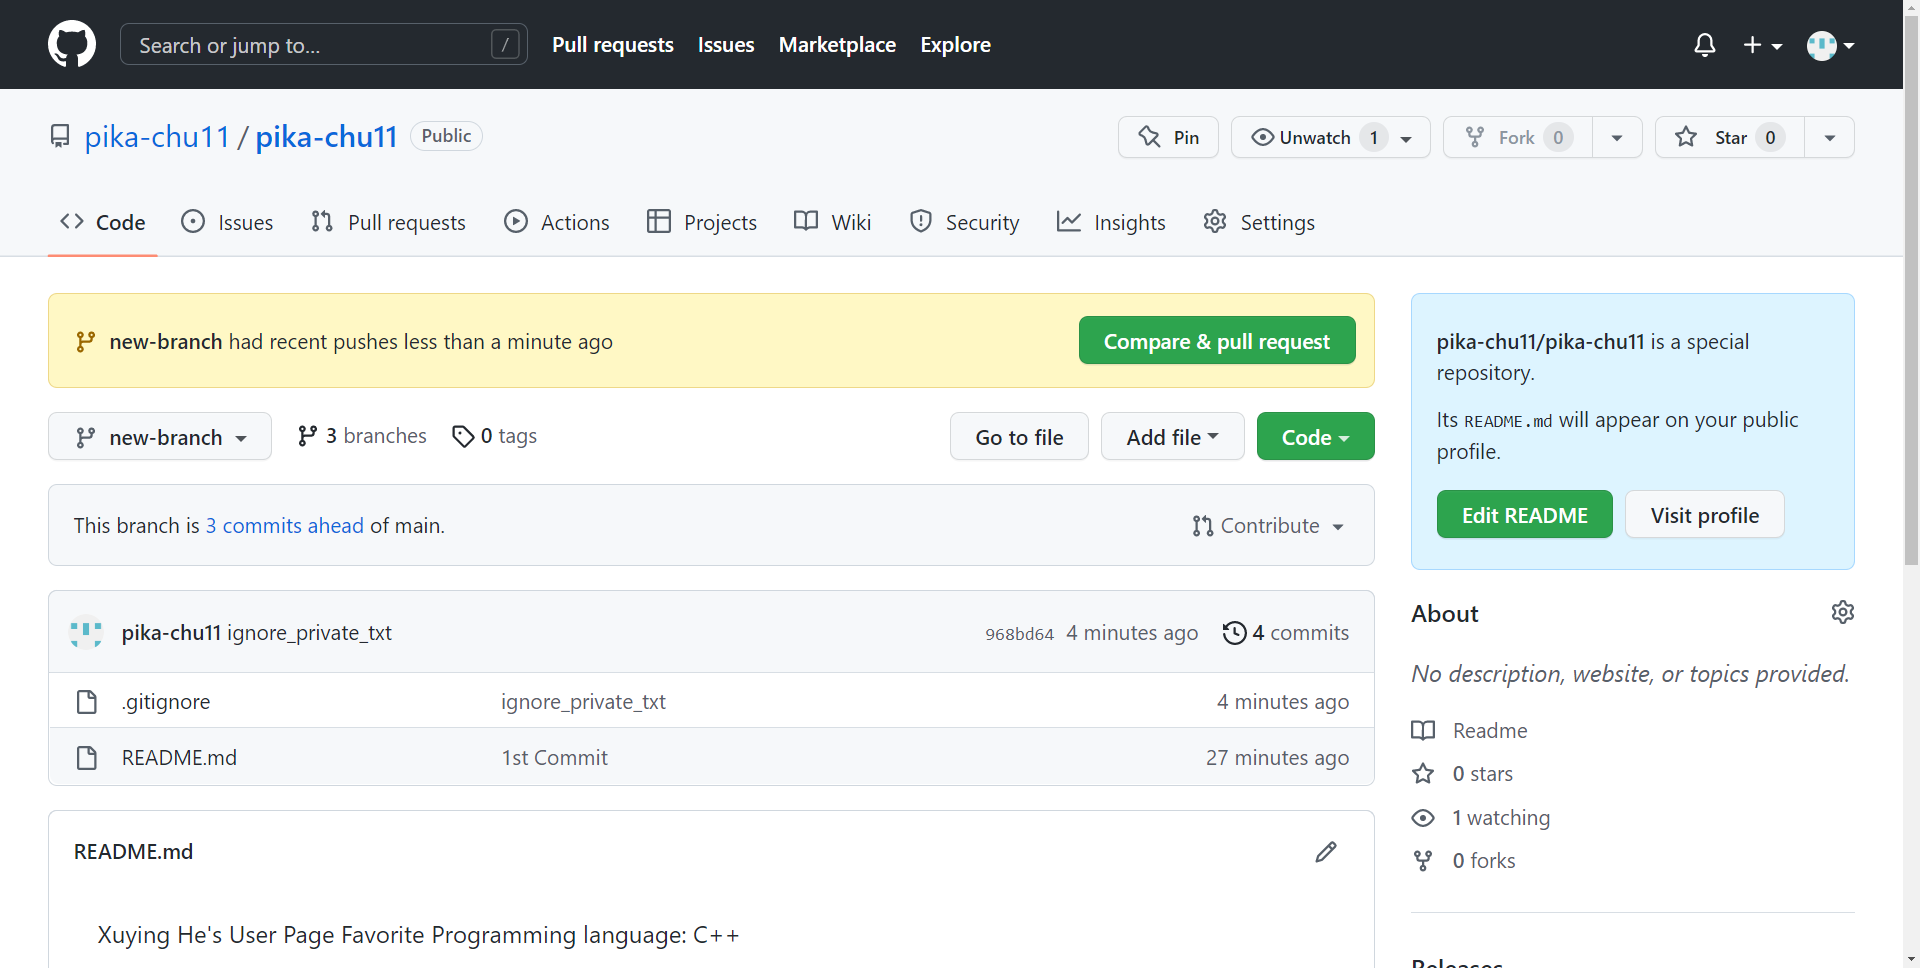 Search or jump to... / Pull requests Issues Marketplace Explore
pika-chu11 / pika-chu11 Public Pin Unwatch 1 Fork 0 Star 0
Code Issues Pull requests Actions Projects Wiki Security Insights Settings
new-branch had recent pushes less than a minute ago Compare & pull request
new-branch 3 branches 0 tags Go to file Add file Code
This branch is 3 commits ahead of main. Contribute
pika-chu11 ignore_private_txt 968bd64 4 minutes ago 4 commits
.gitignore ignore_private_txt 4 minutes ago
README.md 1st Commit 27 minutes ago
README.md
Xuying He's User Page Favorite Programming language: C++
pika-chu11/pika-chu11 is a special
repository.
Its README.md will appear on your public
profile.
Edit README Visit profile
About
No description, website, or topics provided.
Readme
0 stars
1 watching
0 forks
Releases